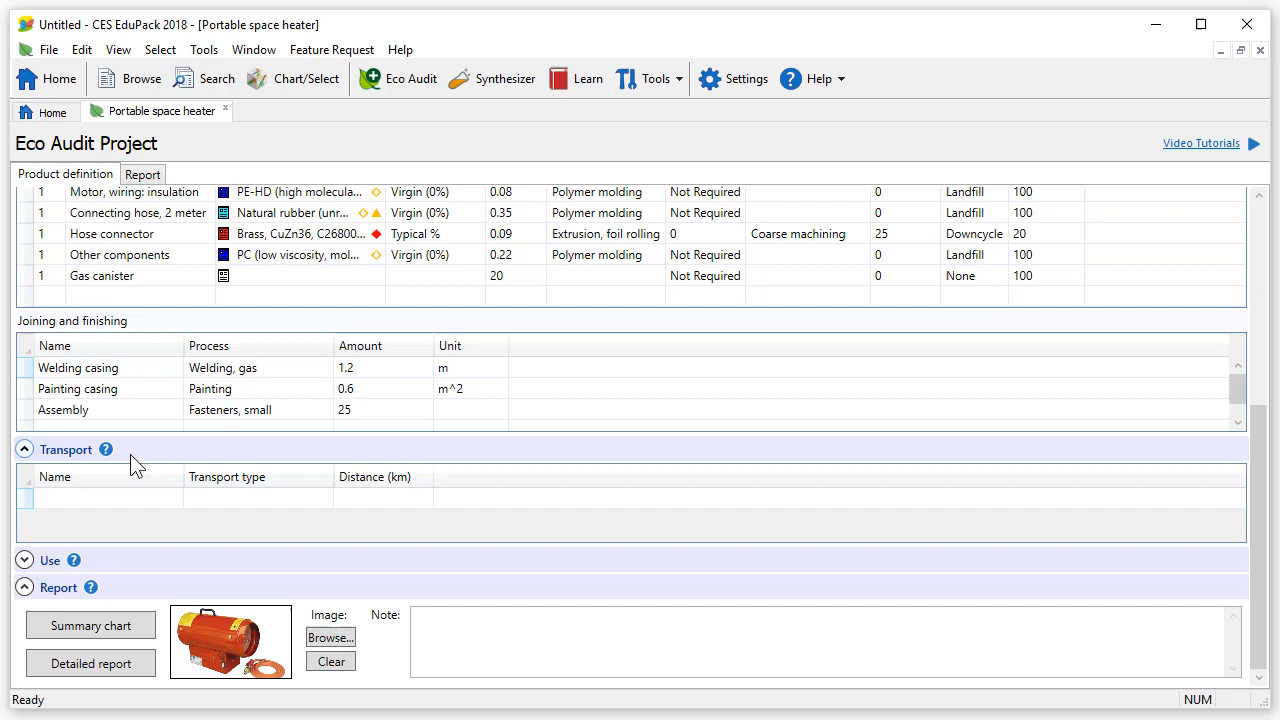 Untitled - CES EduPack 2018 - [Portable space heater]
File Edit View Select Tools Window Feature Request Help
Home Browse Search Chart/Select Eco Audit Synthesizer Learn Tools Settings Help
Home Portable space heater
Eco Audit Project Video Tutorials
Product definition Report
1 Motor, wiring: insulation PE-HD (high molecula... Virgin (0%) 0.08 Polymer molding Not Required 0 Landfill 100
1 Connecting hose, 2 meter Natural rubber (unr... Virgin (0%) 0.35 Polymer molding Not Required 0 Landfill 100
1 Hose connector Brass, CuZn36, C26800... Typical % 0.09 Extrusion, foil rolling 0 Coarse machining 25 Downcycle 20
1 Other components PC (low viscosity, mol... Virgin (0%) 0.22 Polymer molding Not Required 0 Landfill 100
1 Gas canister 20 Not Required 0 None 100
Joining and finishing
Name Process Amount Unit
Welding casing Welding, gas 1.2 m
Painting casing Painting 0.6 m^2
Assembly Fasteners, small 25
Transport ?
Name Transport type Distance (km)
Use ?
Report ?
Summary chart Image: Note:
Browse...
Detailed report Clear
Ready NUM